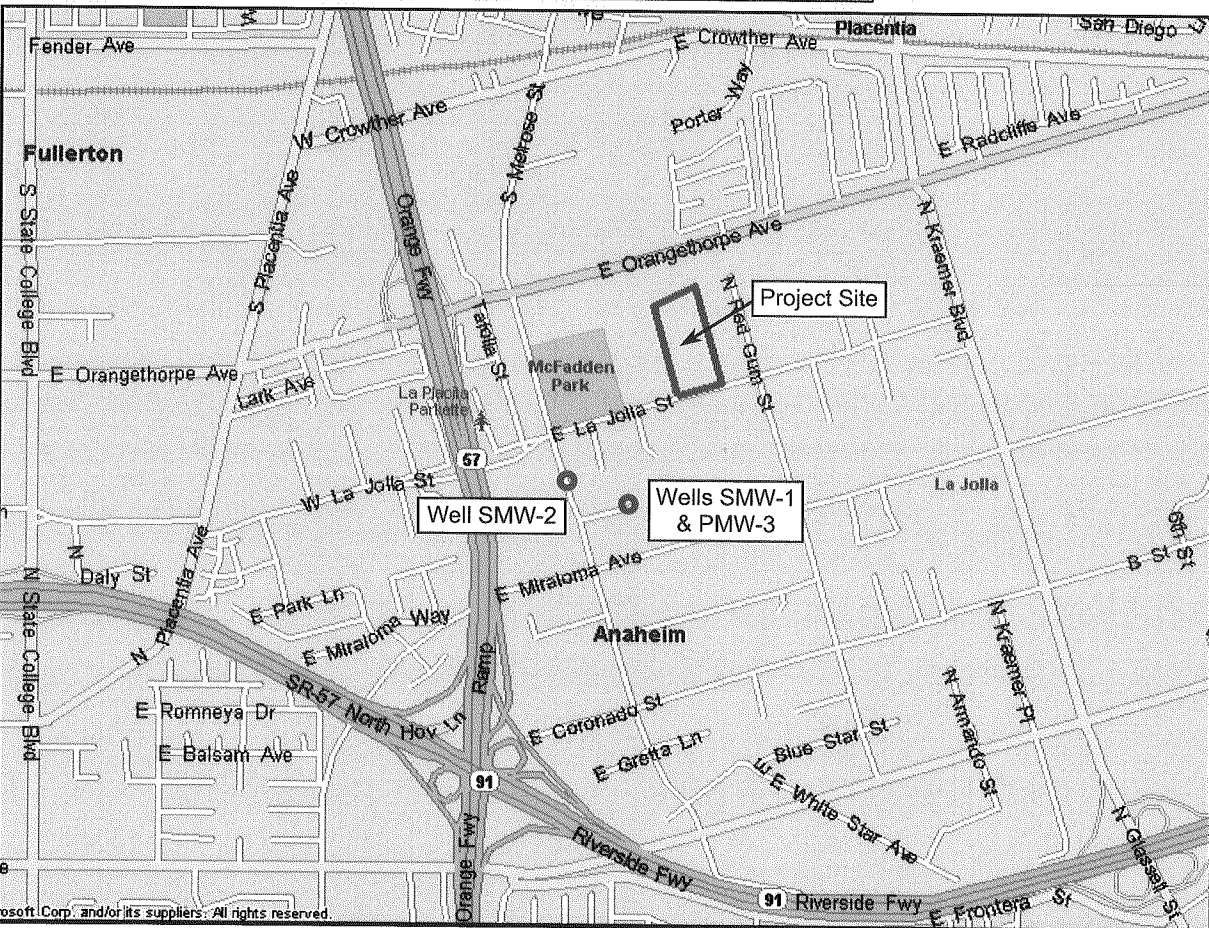 Fender Ave
Placentia
San Diego
E Crowther Ave
W Crowther Ave
Porter Way
S Melrose St
E Radcliffe Ave
Fullerton
S State College Blvd
S Placentia Ave
Orange Fwy
E Orangethorpe Ave
N Kraemer Blvd
N Red Gum St
Project Site
Tafolla St
McFadden
Park
E Orangethorpe Ave
Lark Ave
La Placita
Parkette
E La Jolla St
57
W La Jolla St
Well SMW-2
Wells SMW-1
& PMW-3
La Jolla
6th St
B St
N
Daly St
N Placentia Ave
E Miraloma Ave
E Park Ln
E Miraloma Way
Anaheim
N State College Blvd
Ramp
N Kraemer Pl
SR-57 North Hov Ln
E Romneya Dr
E Balsam Ave
E Coronado St
E Gretta Ln
Blue Star St
N Armando St
E E White Star Ave
91
Orange Fwy
Riverside Fwy
N Glassell St
91
Riverside Fwy
E Frontera St
rosoft Corp. and/or its suppliers. All rights reserved.